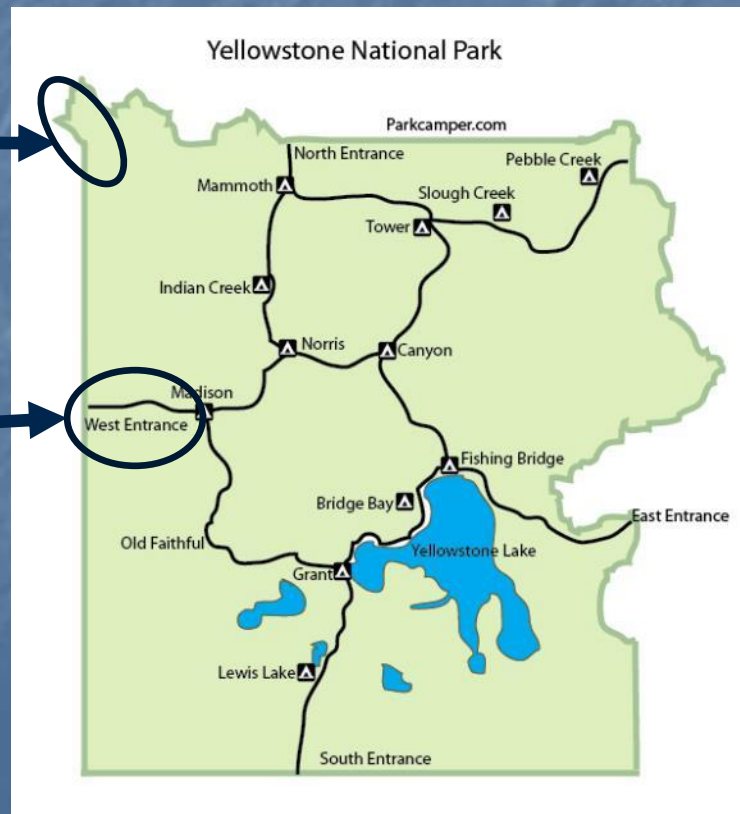 Yellowstone National Park
Parkcamper.com
North Entrance
Pebble Creek
Mammoth
Slough Creek
Tower
Indian Creek
Norris
Canyon
Madison
West Entrance
Fishing Bridge
Bridge Bay
East Entrance
Old Faithful
Yellowstone Lake
Grant
Lewis Lake
South Entrance